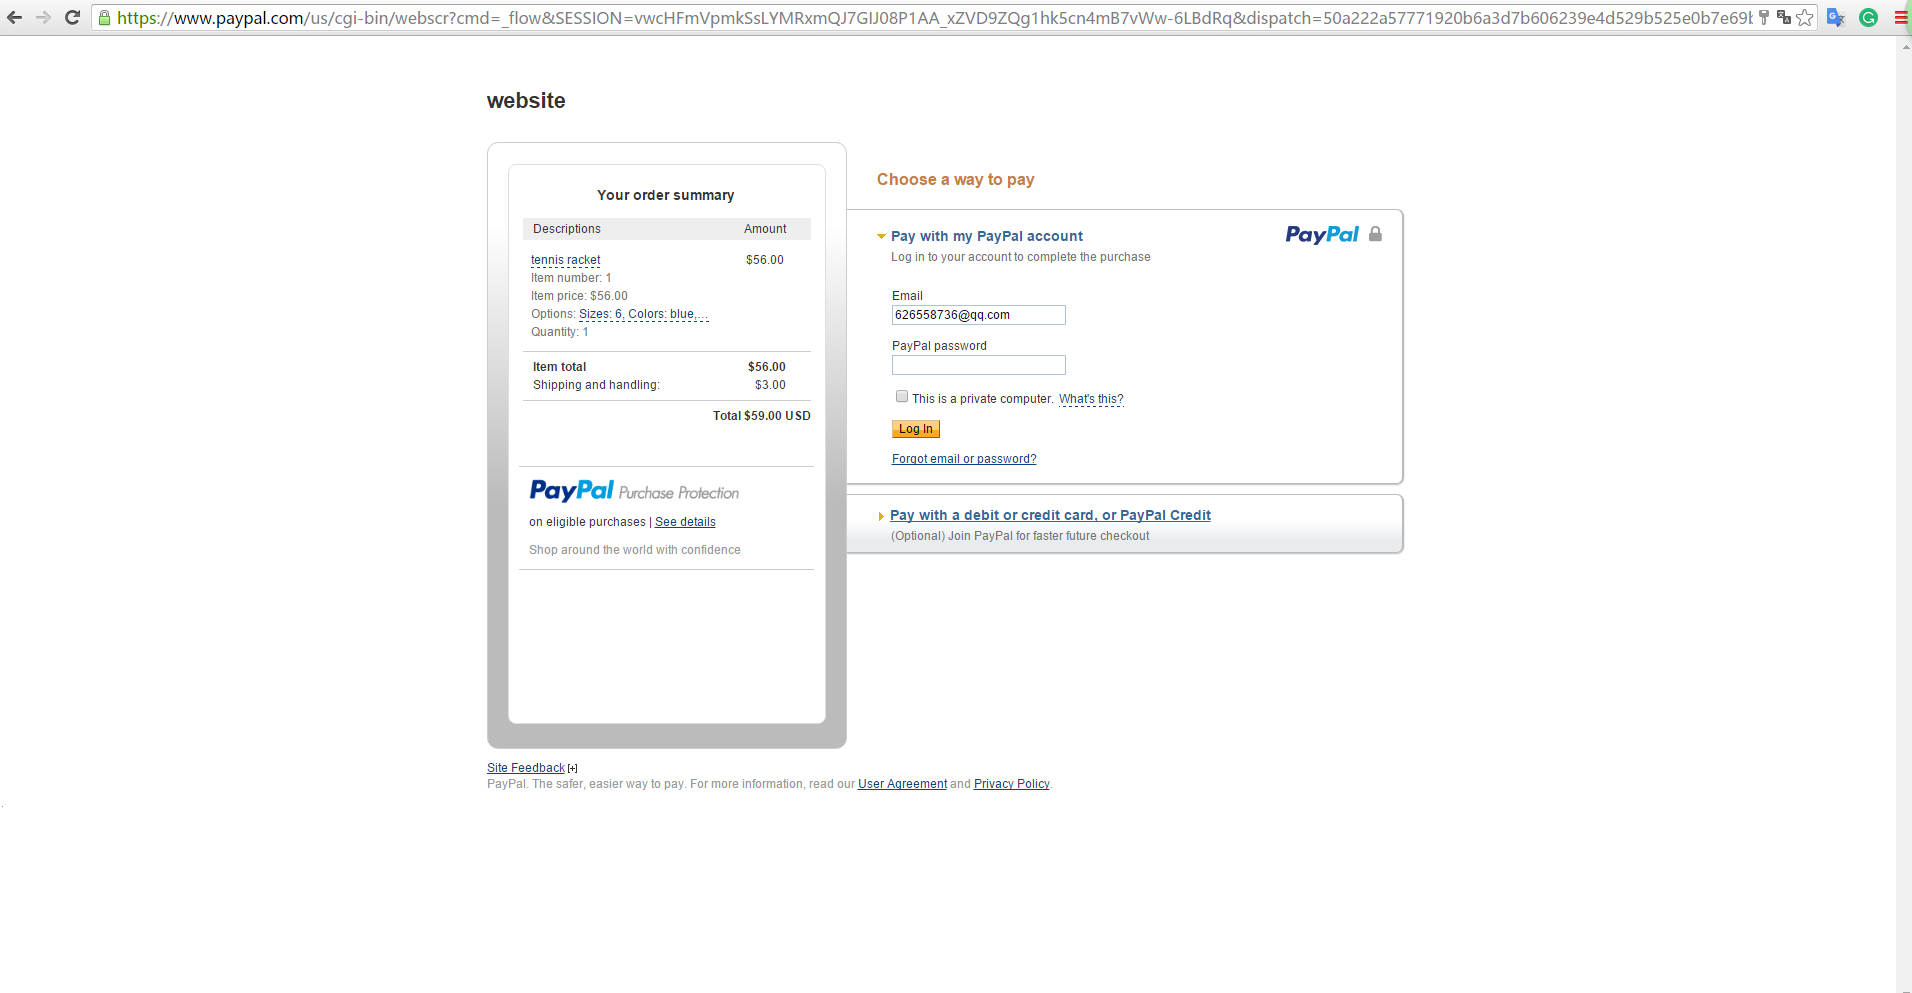 https://www.paypal.com/us/cgi-bin/webscr?cmd=_flow&SESSION=vwcHFmVpmkSsLYMRxmQJ7GIJ08P1AA_xZVD9ZQg1hk5cn4mB7vWw-6LBdRq&dispatch=50a222a57771920b6a3d7b606239e4d529b525e0b7e69b
website
Your order summary
Descriptions Amount
tennis racket $56.00
Item number: 1
Item price: $56.00
Options: Sizes: 6, Colors: blue,...
Quantity: 1
Item total $56.00
Shipping and handling: $3.00
Total $59.00 USD
PayPal Purchase Protection
on eligible purchases | See details
Shop around the world with confidence
Choose a way to pay
Pay with my PayPal account PayPal
Log in to your account to complete the purchase
Email
626558736@qq.com
PayPal password
This is a private computer. What's this?
Log In
Forgot email or password?
Pay with a debit or credit card, or PayPal Credit
(Optional) Join PayPal for faster future checkout
Site Feedback [+]
PayPal. The safer, easier way to pay. For more information, read our User Agreement and Privacy Policy.